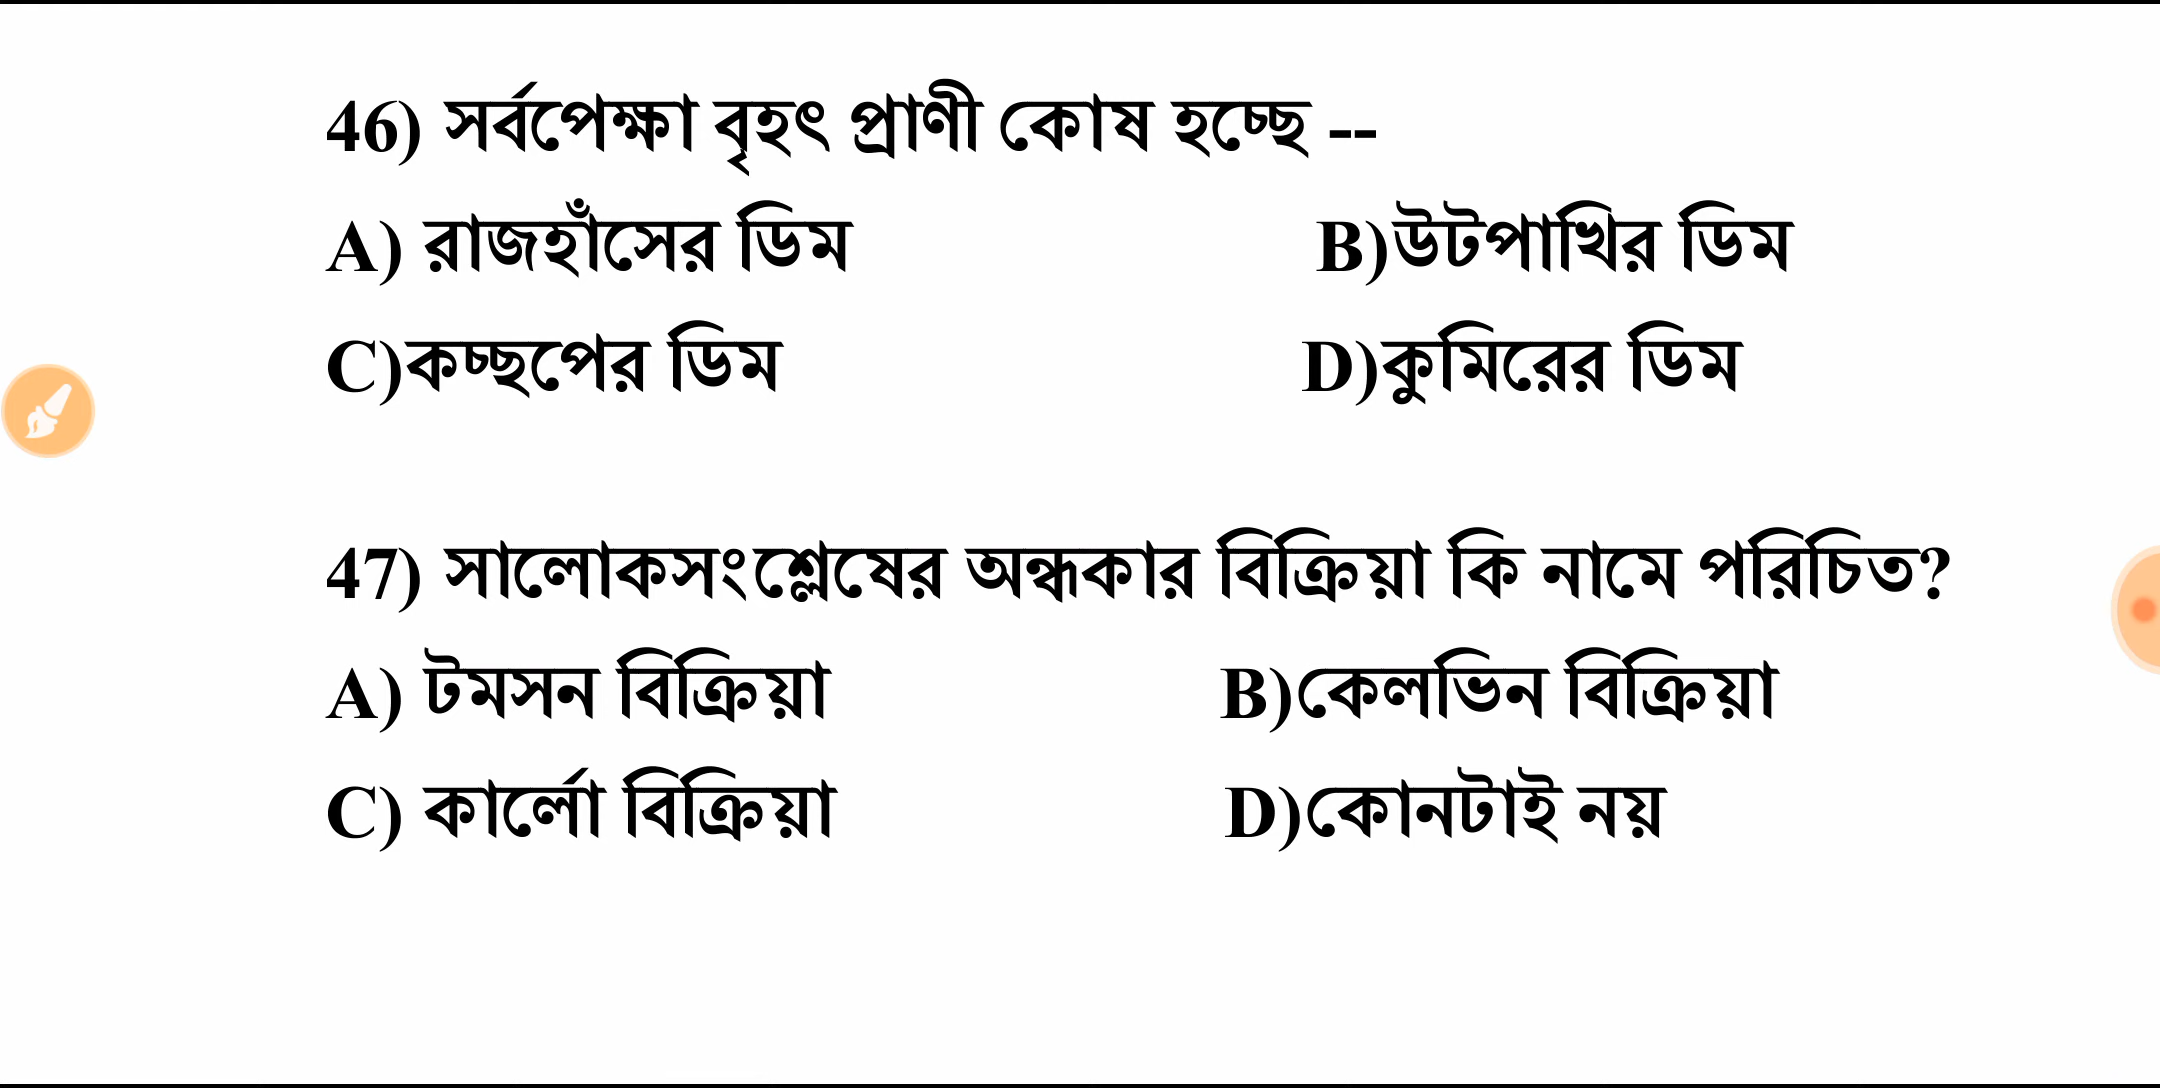 46) সর্বপেক্ষা বৃহৎ প্রাণী কোষ হচ্ছে --
A) রাজহাঁসের ডিম B)উটপাখির ডিম
C)কচ্ছপের ডিম D)কুমিরের ডিম
47) সালোকসংশ্লেষের অন্ধকার বিক্রিয়া কি নামে পরিচিত?
A) টমসন বিক্রিয়া B)কেলভিন বিক্রিয়া
C) কার্লো বিক্রিয়া D)কোনটাই নয়